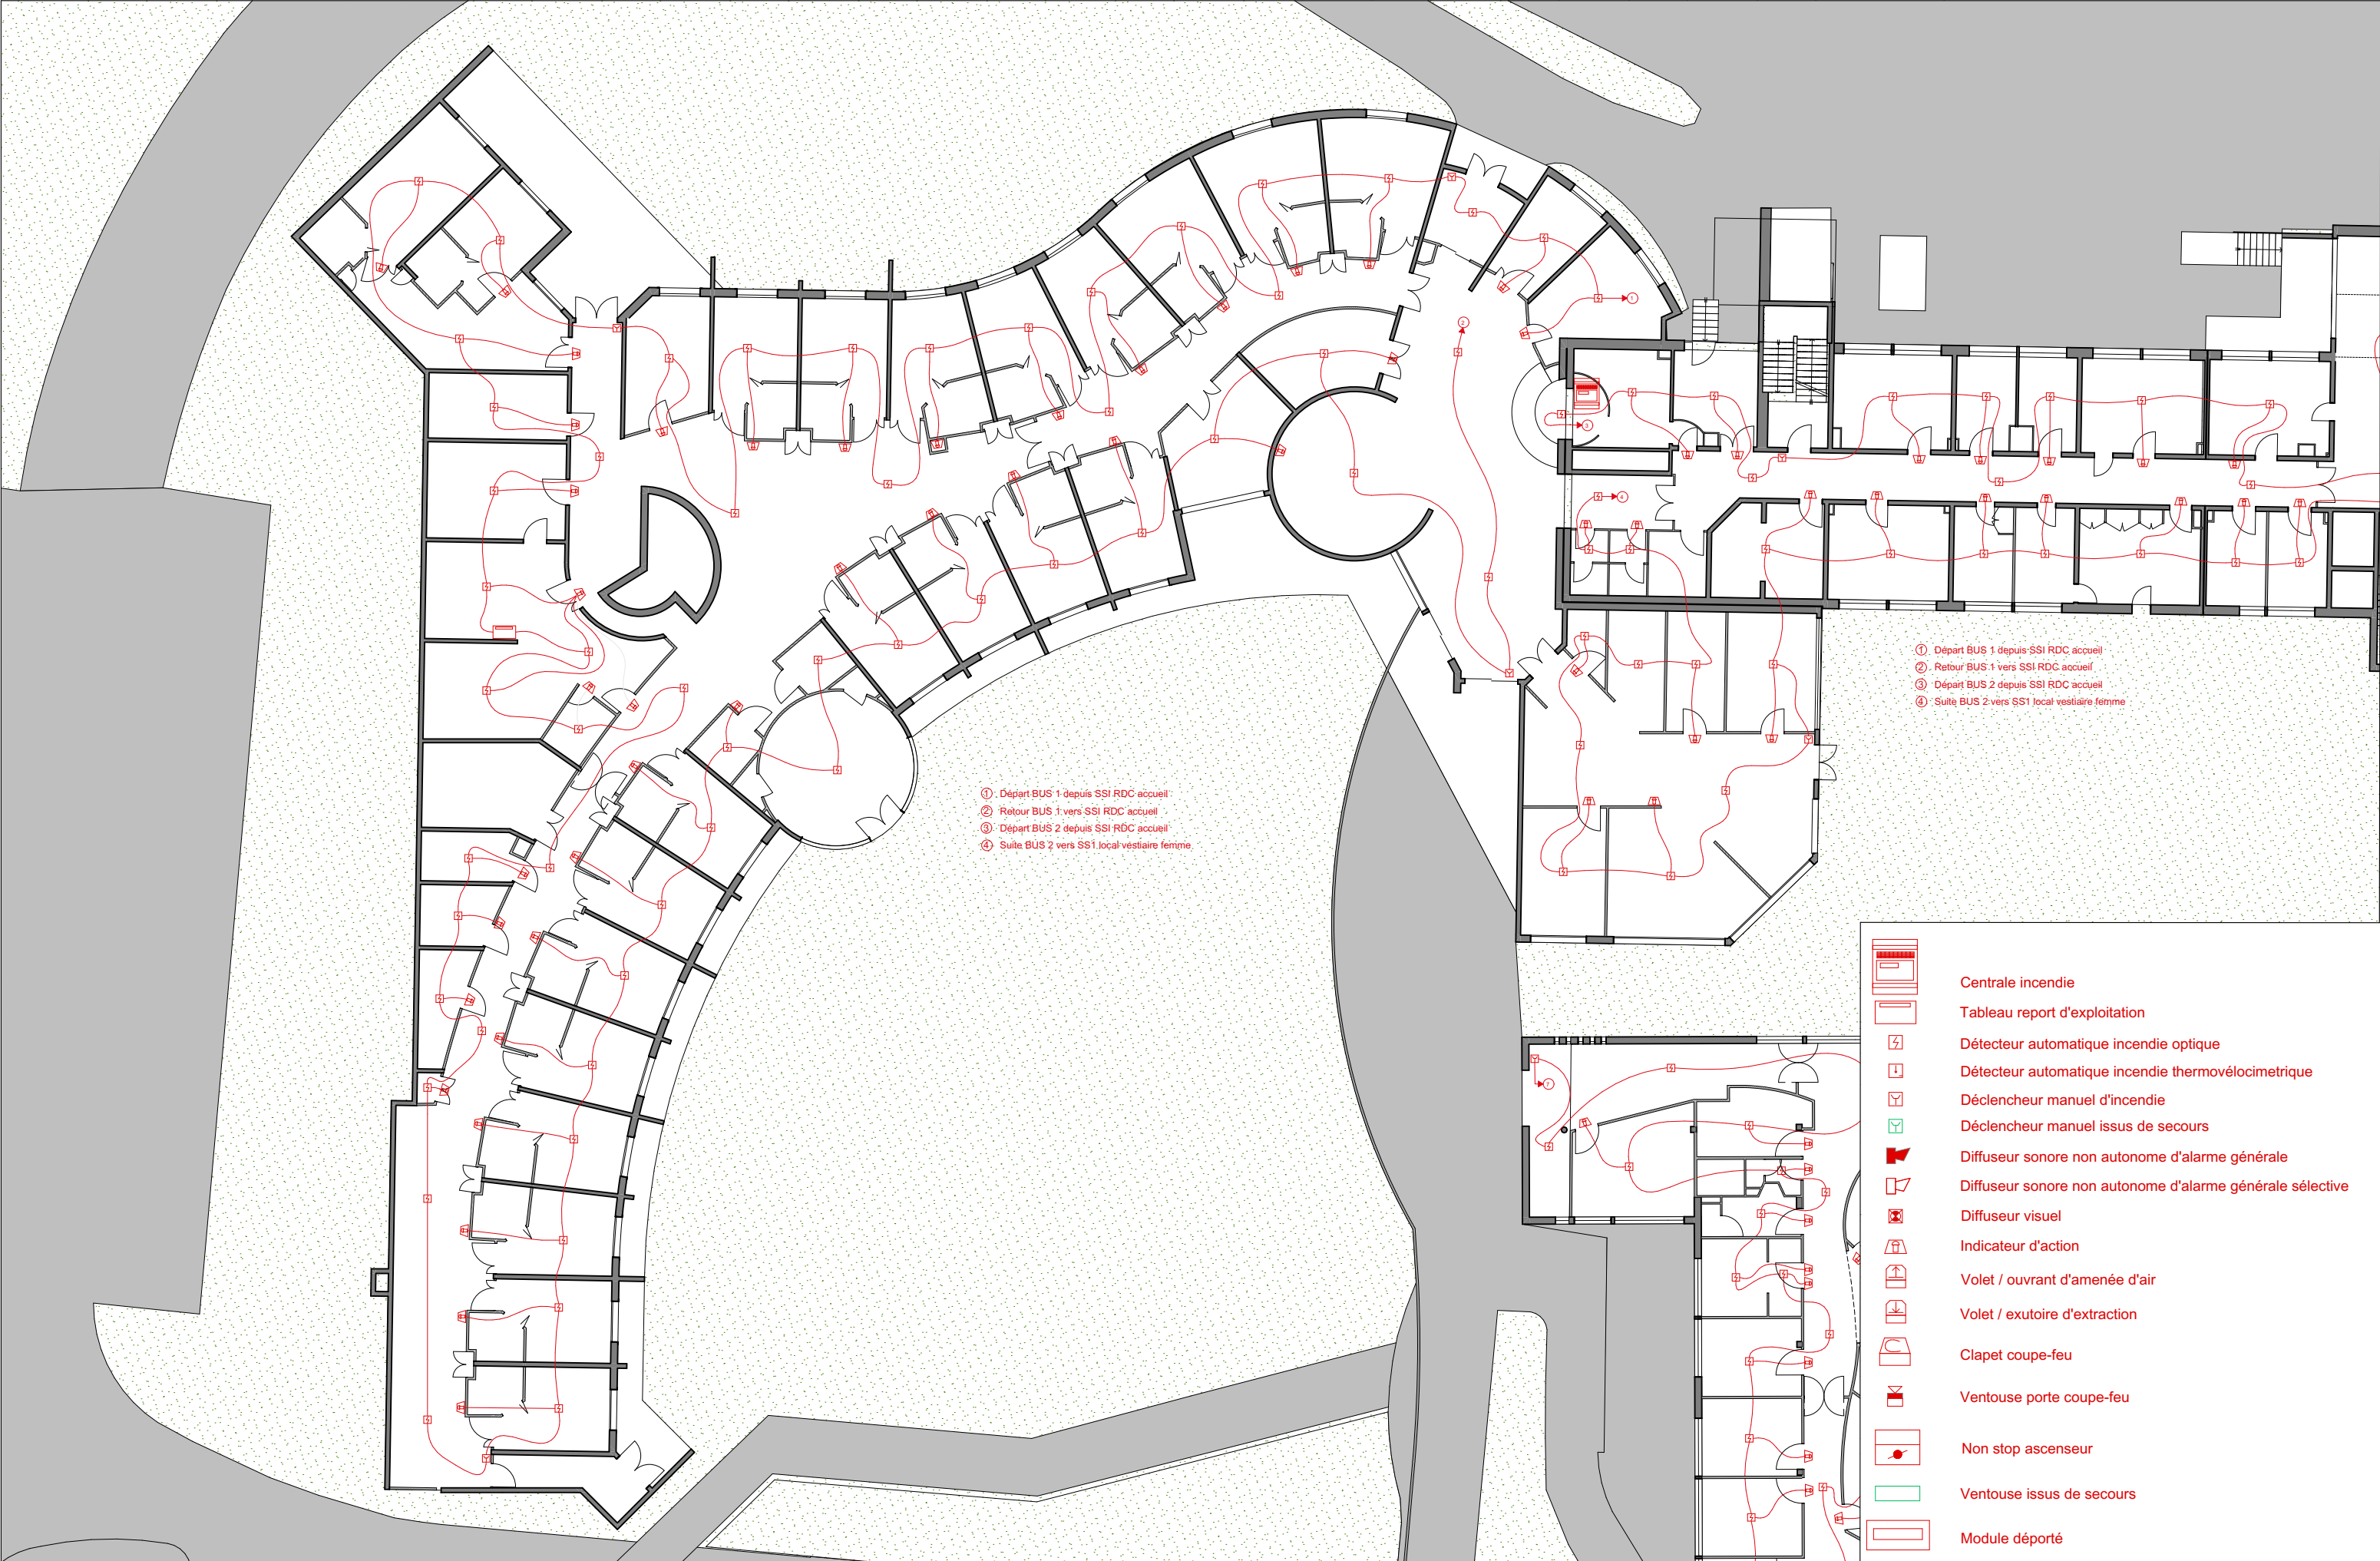 1
2
3
4
① Départ BUS 1 depuis SSI RDC accueil
② Retour BUS 1 vers SSI RDC accueil
③ Départ BUS 2 depuis SSI RDC accueil
④ Suite BUS 2 vers SS1 local vestiaire femme
① Départ BUS 1 depuis SSI RDC accueil
② Retour BUS 1 vers SSI RDC accueil
③ Départ BUS 2 depuis SSI RDC accueil
④ Suite BUS 2 vers SS1 local vestiaire femme
7
Centrale incendie
Tableau report d'exploitation
Détecteur automatique incendie optique
Détecteur automatique incendie thermovélocimetrique
Déclencheur manuel d'incendie
Déclencheur manuel issus de secours
Diffuseur sonore non autonome d'alarme générale
Diffuseur sonore non autonome d'alarme générale sélective
Diffuseur visuel
Indicateur d'action
Volet / ouvrant d'amenée d'air
Volet / exutoire d'extraction
Clapet coupe-feu
Ventouse porte coupe-feu
Non stop ascenseur
Ventouse issus de secours
Module déporté